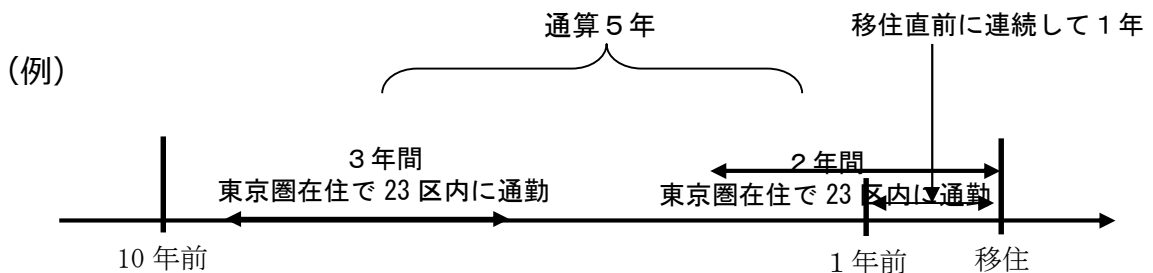 通算５年
移住直前に連続して１年
（例）
３年間
東京圏在住で 23 区内に通勤
２年間
東京圏在住で 23 区内に通勤
10 年前
１年前
移住